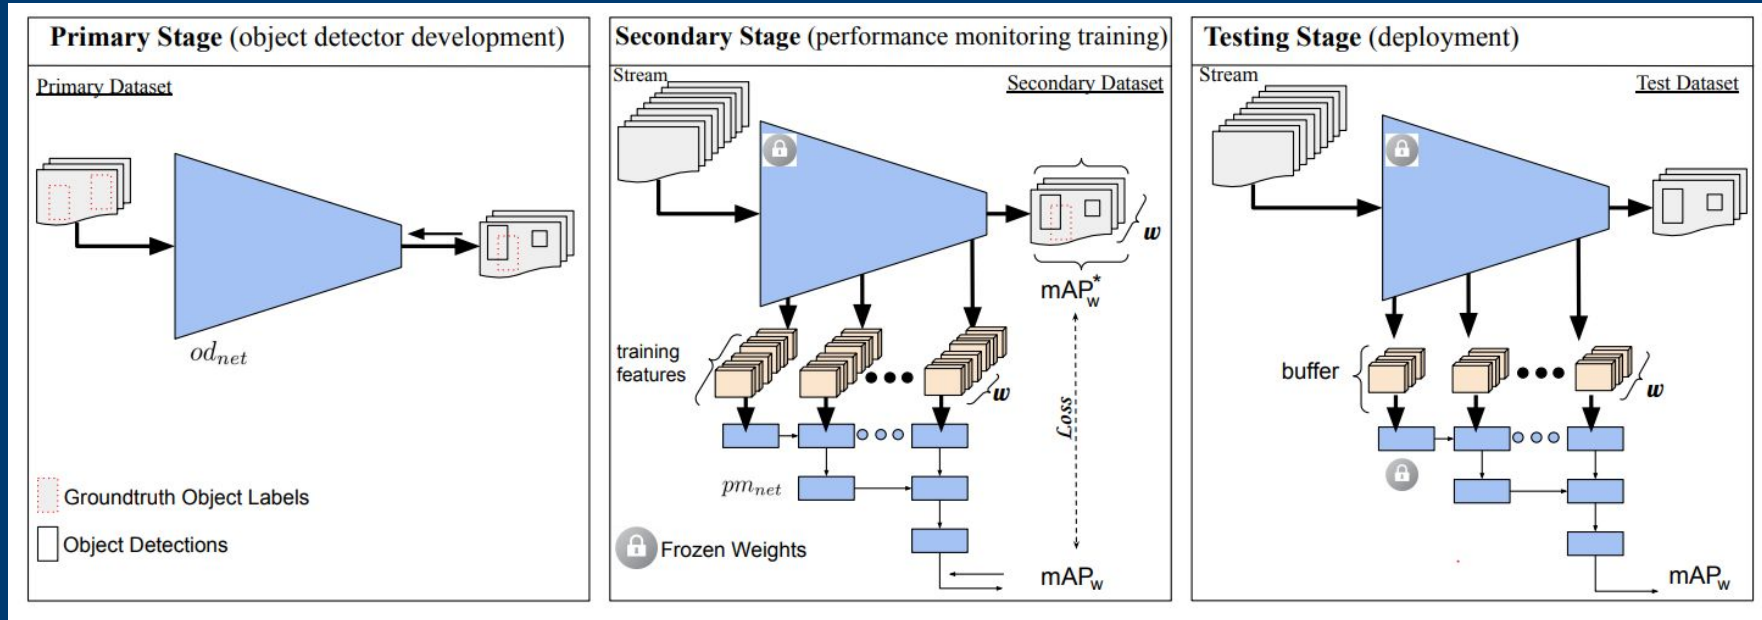 Primary Stage (object detector development)
Primary Dataset
od_net
Groundtruth Object Labels
Object Detections
Secondary Stage (performance monitoring training)
Stream
Secondary Dataset
w
mAP*_w
training
features
w
Loss
pm_net
Frozen Weights
mAP_w
Testing Stage (deployment)
Stream
Test Dataset
buffer
w
mAP_w